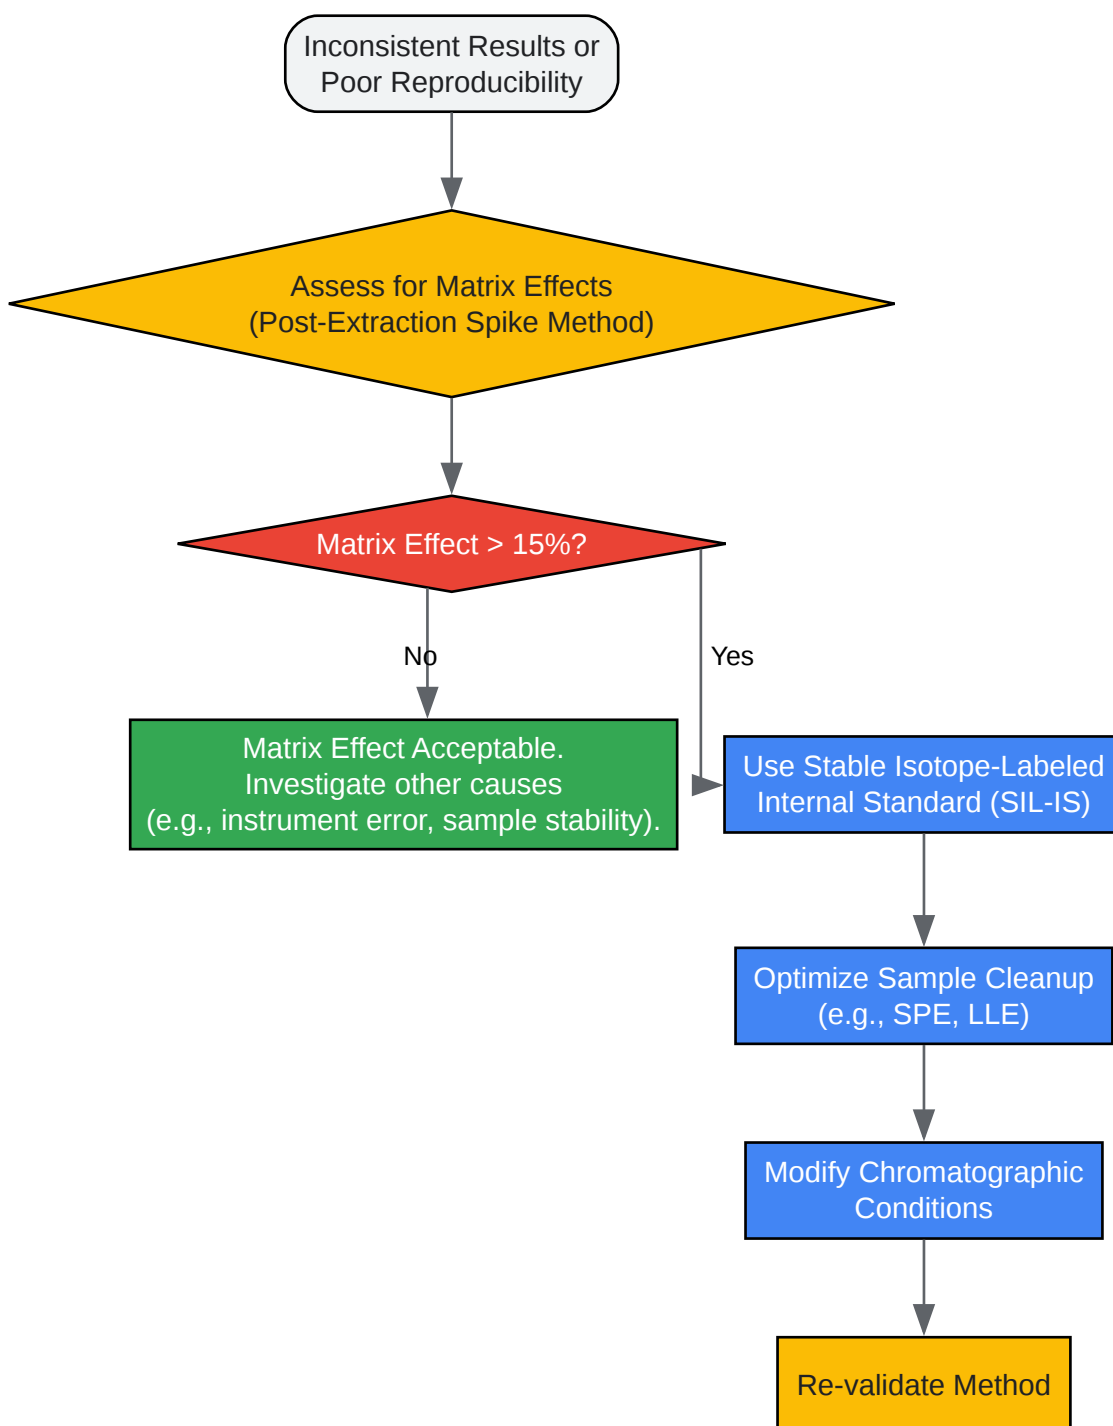 Inconsistent Results or
Poor Reproducibility
Assess for Matrix Effects
(Post-Extraction Spike Method)
Matrix Effect > 15%?
No
Yes
Matrix Effect Acceptable.
Investigate other causes
(e.g., instrument error, sample stability).
Use Stable Isotope-Labeled
Internal Standard (SIL-IS)
Optimize Sample Cleanup
(e.g., SPE, LLE)
Modify Chromatographic
Conditions
Re-validate Method